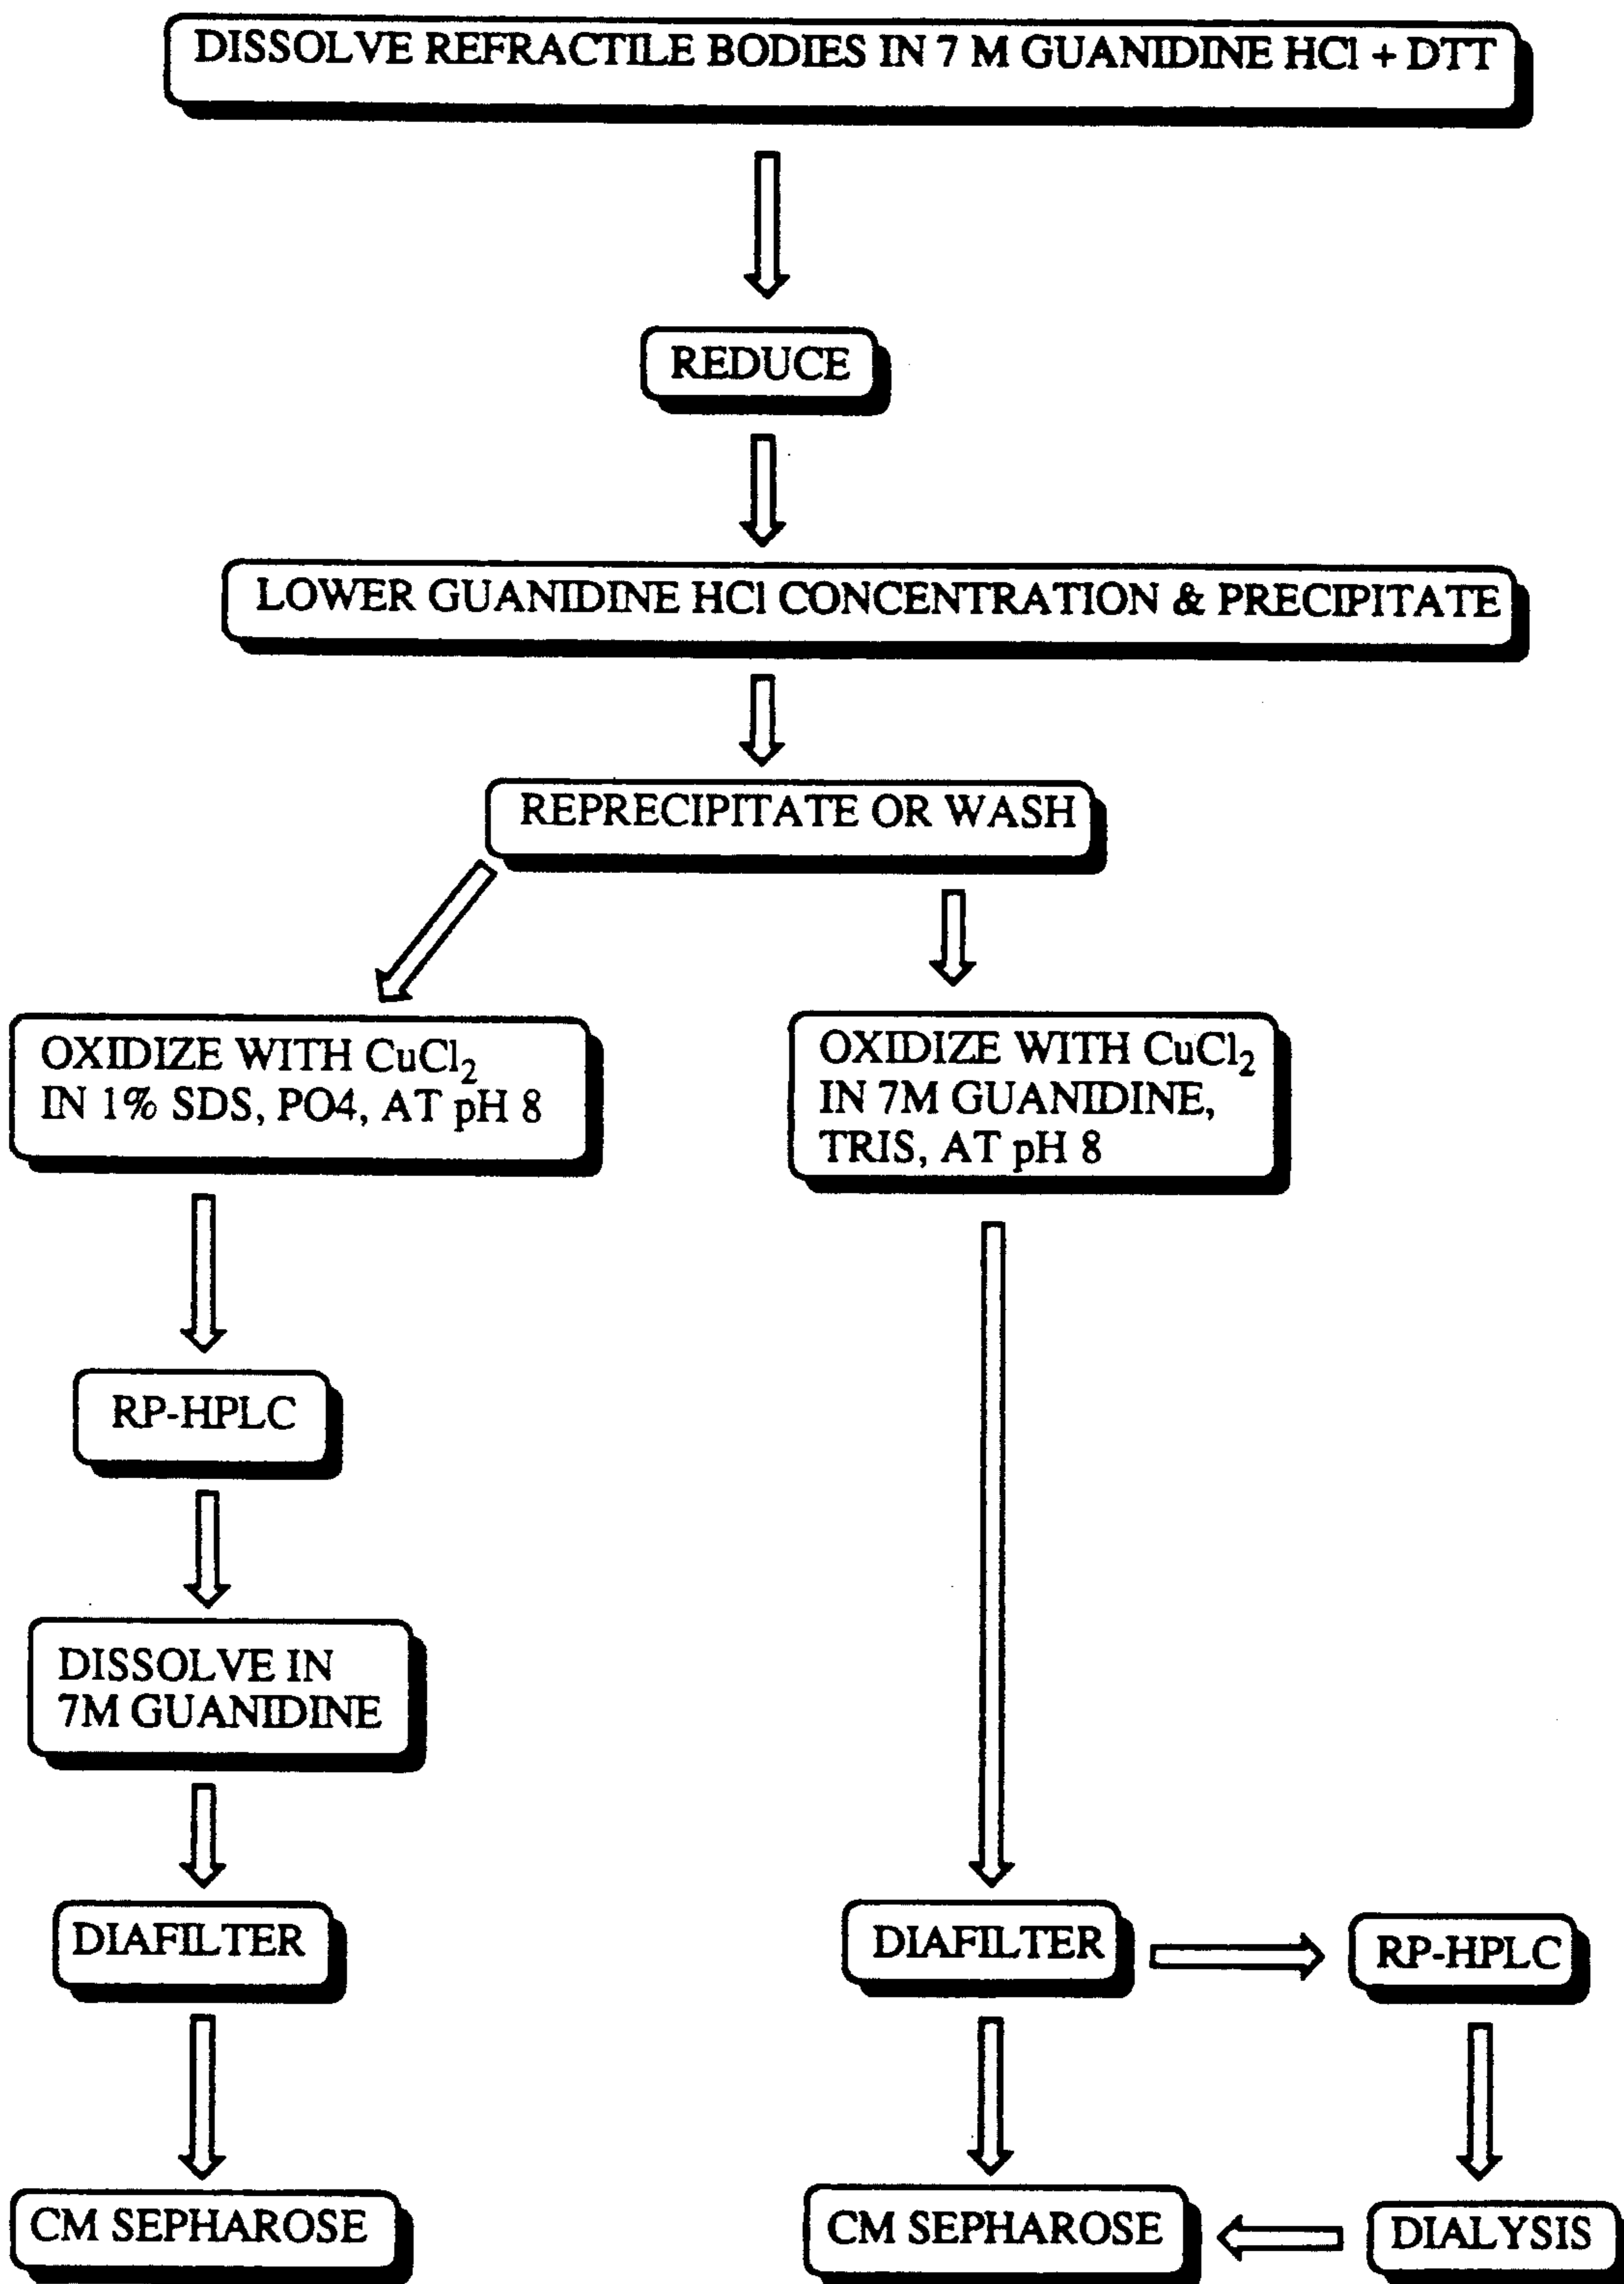 DISSOLVE REFRACTILE BODIES IN 7 M GUANIDINE HCl + DTT
REDUCE
LOWER GUANIDINE HCl CONCENTRATION & PRECIPITATE
REPRECIPITATE OR WASH
OXIDIZE WITH CuCl₂
IN 1% SDS, PO4, AT pH 8
OXIDIZE WITH CuCl₂
IN 7M GUANIDINE,
TRIS, AT pH 8
RP-HPLC
DISSOLVE IN
7M GUANIDINE
DIAFILTER
DIAFILTER
RP-HPLC
CM SEPHAROSE
CM SEPHAROSE
DIALYSIS